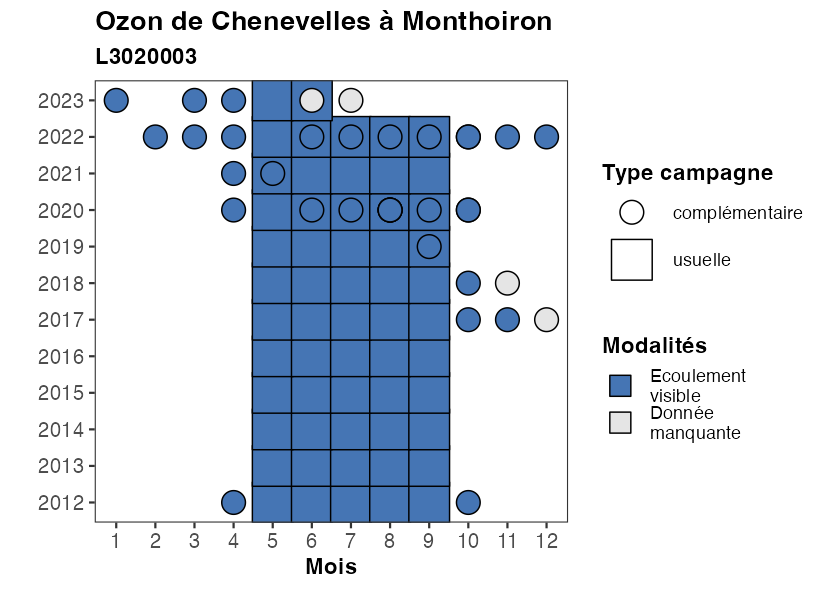 Ozon de Chenevelles à Monthoiron
L3020003
2023
2022
2021
2020
2019
2018
2017
2016
2015
2014
2013
2012
1 2 3 4 5 6 7 8 9 10 11 12
Mois
Type campagne
complémentaire
usuelle
Modalités
Ecoulement
visible
Donnée
manquante